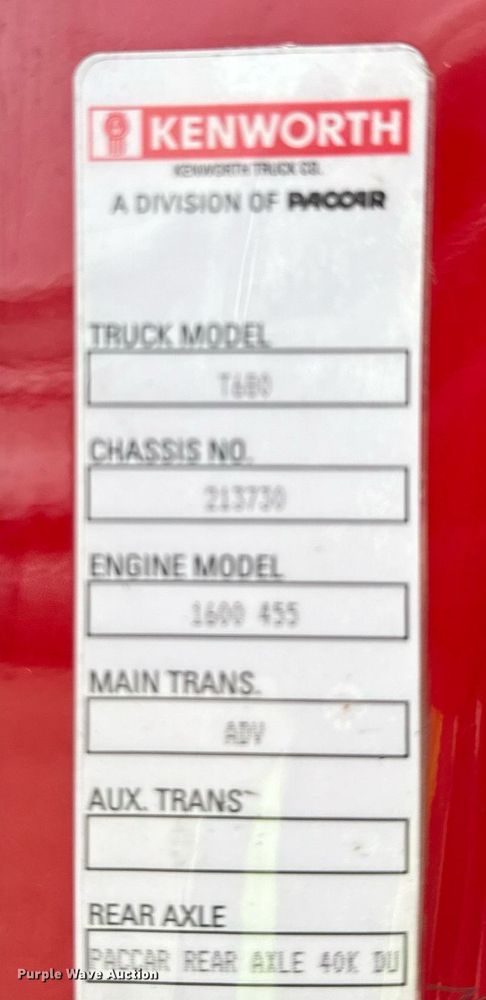 KENWORTH
KENWORTH TRUCK CO.
A DIVISION OF PACCAR
TRUCK MODEL
T680
CHASSIS NO.
213730
ENGINE MODEL
1600 455
MAIN TRANS.
ADV
AUX. TRANS
REAR AXLE
PACCAR REAR AXLE 40K DU
Purple Wave Auction